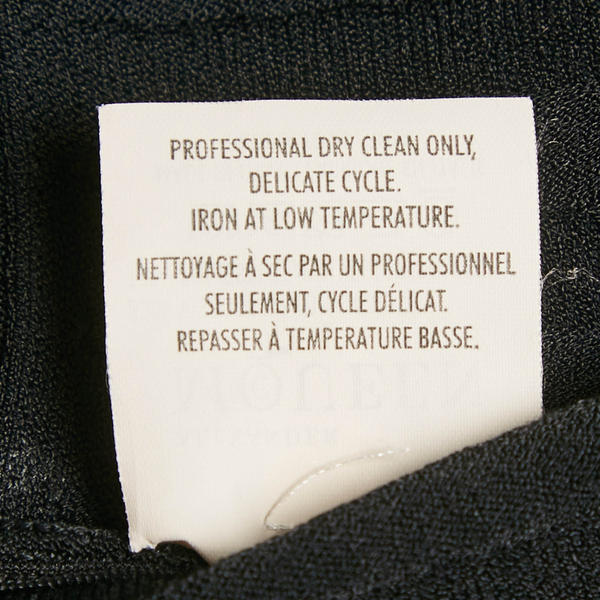 PROFESSIONAL DRY CLEAN ONLY,
DELICATE CYCLE.
IRON AT LOW TEMPERATURE.
NETTOYAGE À SEC PAR UN PROFESSIONNEL
SEULEMENT, CYCLE DÉLICAT.
REPASSER À TEMPERATURE BASSE.